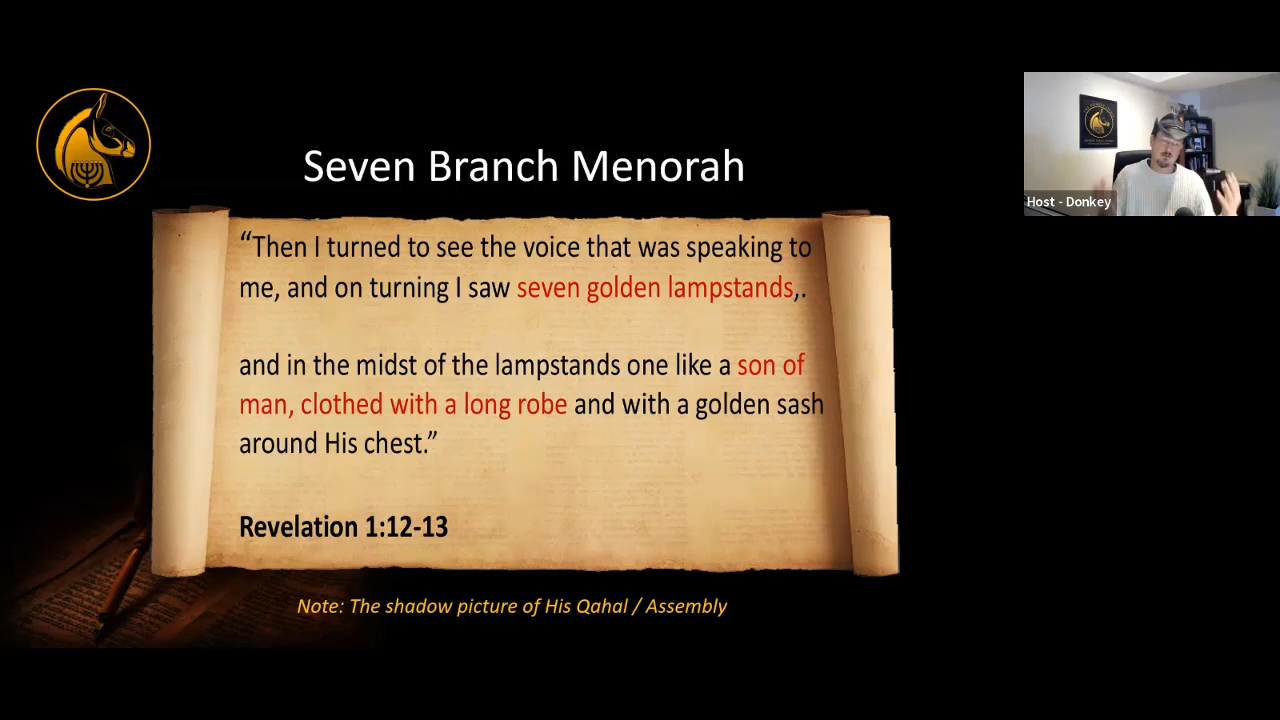 Seven Branch Menorah
“Then I turned to see the voice that was speaking to
me, and on turning I saw seven golden lampstands,.
and in the midst of the lampstands one like a son of
man, clothed with a long robe and with a golden sash
around His chest.”
Revelation 1:12-13
Note: The shadow picture of His Qahal / Assembly
Host - Donkey